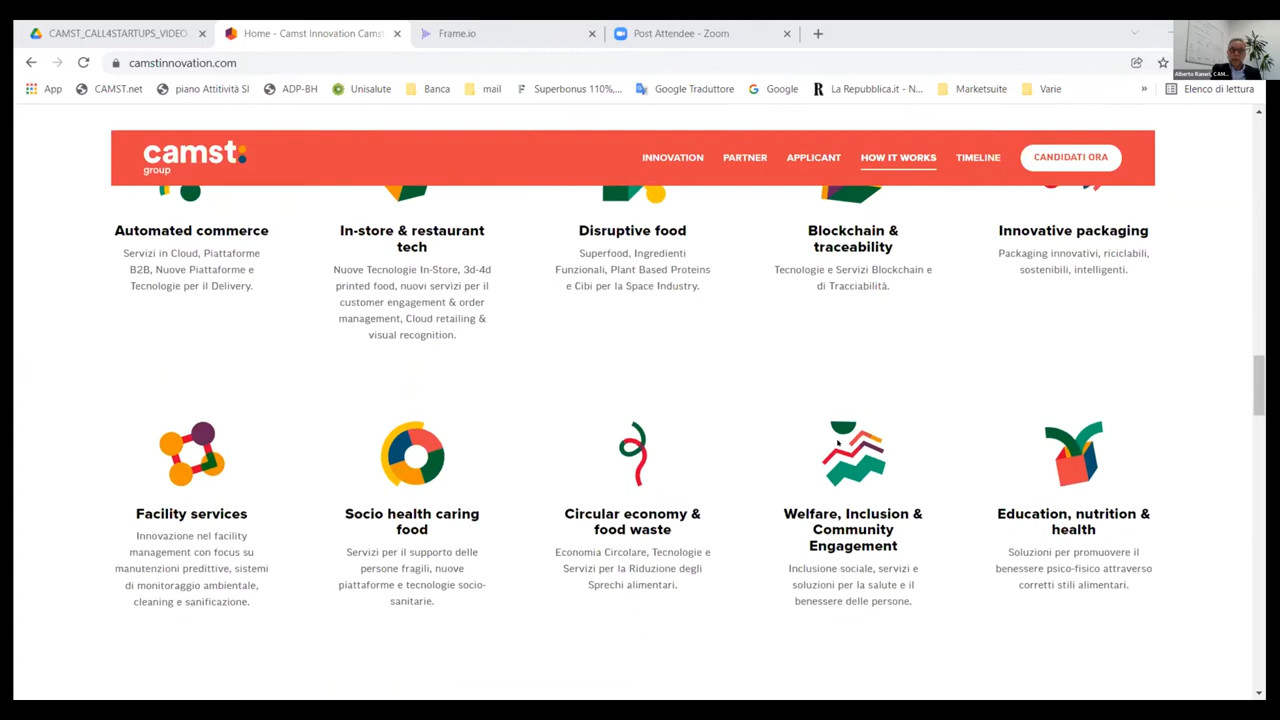 CAMST_CALL4STARTUPS_VIDEO
Home - Camst Innovation Camst
Frame.io
Post Attendee - Zoom
camstinnovation.com
App
CAMST.net
piano Attitività SI
ADP-BH
Unisalute
Banca
mail
Superbonus 110%,...
Google Traduttore
Google
La Repubblica.it - N...
Marketsuite
Varie
Elenco di lettura
camst:
group
INNOVATION
PARTNER
APPLICANT
HOW IT WORKS
TIMELINE
CANDIDATI ORA
Automated commerce
Servizi in Cloud, Piattaforme
B2B, Nuove Piattaforme e
Tecnologie per il Delivery.
In-store & restaurant
tech
Nuove Tecnologie In-Store, 3d-4d
printed food, nuovi servizi per il
customer engagement & order
management, Cloud retailing &
visual recognition.
Disruptive food
Superfood, Ingredienti
Funzionali, Plant Based Proteins
e Cibi per la Space Industry.
Blockchain &
traceability
Tecnologie e Servizi Blockchain e
di Tracciabilità.
Innovative packaging
Packaging innovativi, riciclabili,
sostenibili, intelligenti.
Facility services
Innovazione nel facility
management con focus su
manutenzioni predittive, sistemi
di monitoraggio ambientale,
cleaning e sanificazione.
Socio health caring
food
Servizi per il supporto delle
persone fragili, nuove
piattaforme e tecnologie socio-
sanitarie.
Circular economy &
food waste
Economia Circolare, Tecnologie e
Servizi per la Riduzione degli
Sprechi alimentari.
Welfare, Inclusion &
Community
Engagement
Inclusione sociale, servizi e
soluzioni per la salute e il
benessere delle persone.
Education, nutrition &
health
Soluzioni per promuovere il
benessere psico-fisico attraverso
corretti stili alimentari.